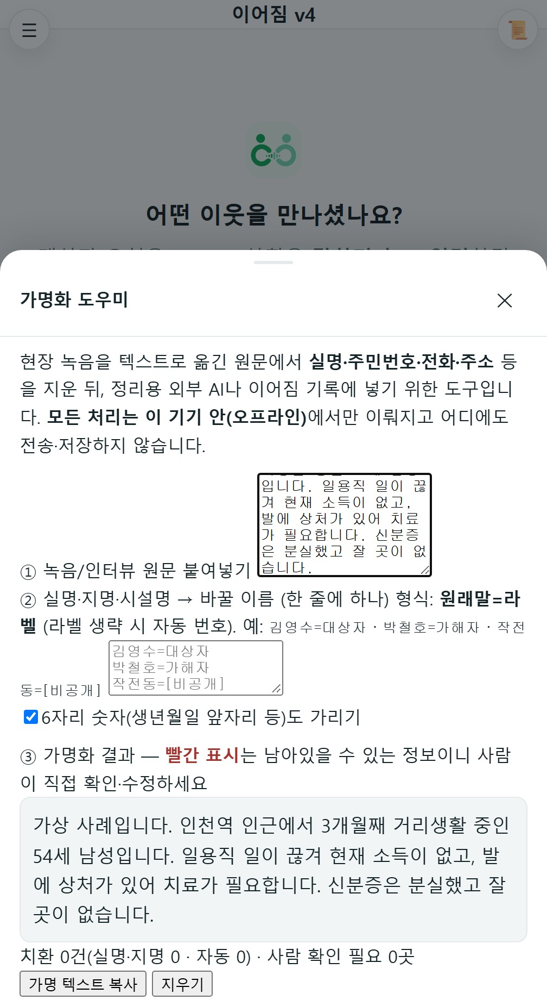 이어짐 v4
어떤 이웃을 만나셨나요?
가명화 도우미
현장 녹음을 텍스트로 옮긴 원문에서 실명·주민번호·전화·주소 등
을 지운 뒤, 정리용 외부 AI나 이어짐 기록에 넣기 위한 도구입니
다. 모든 처리는 이 기기 안(오프라인)에서만 이뤄지고 어디에도
전송·저장하지 않습니다.
입니다. 일용직 일이 끊
겨 현재 소득이 없고,
발에 상처가 있어 치료
가 필요합니다. 신분증
은 분실했고 잘 곳이 없
습니다.
① 녹음/인터뷰 원문 붙여넣기
② 실명·지명·시설명 → 바꿀 이름 (한 줄에 하나) 형식: 원래말=라
벨 (라벨 생략 시 자동 번호). 예: 김영수=대상자 · 박철호=가해자 · 작전
동=[비공개]
김영수=대상자
박철호=가해자
작전동=[비공개]
6자리 숫자(생년월일 앞자리 등)도 가리기
③ 가명화 결과 — 빨간 표시는 남아있을 수 있는 정보이니 사람
이 직접 확인·수정하세요
가상 사례입니다. 인천역 인근에서 3개월째 거리생활 중인
54세 남성입니다. 일용직 일이 끊겨 현재 소득이 없고, 발
에 상처가 있어 치료가 필요합니다. 신분증은 분실했고 잘
곳이 없습니다.
치환 0건(실명·지명 0 · 자동 0) · 사람 확인 필요 0곳
가명 텍스트 복사
지우기